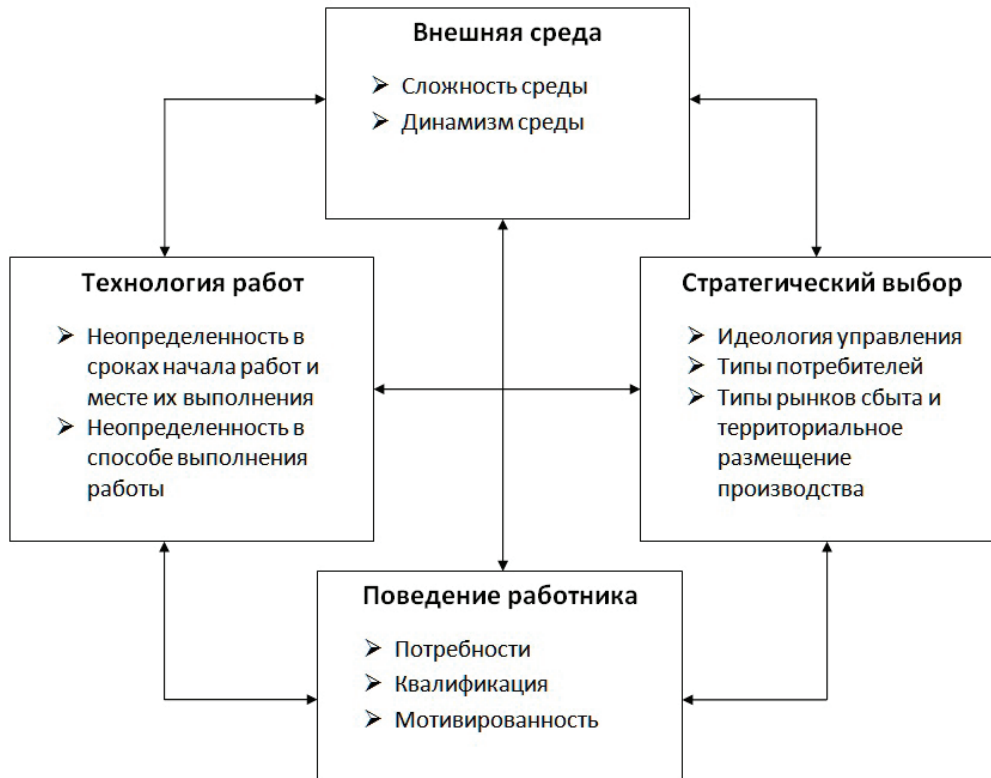 Внешняя среда
➢ Сложность среды
➢ Динамизм среды
Технология работ
➢ Неопределенность в
сроках начала работ и
месте их выполнения
➢ Неопределенность в
способе выполнения
работы
Стратегический выбор
➢ Идеология управления
➢ Типы потребителей
➢ Типы рынков сбыта и
территориальное
размещение
производства
Поведение работника
➢ Потребности
➢ Квалификация
➢ Мотивированность